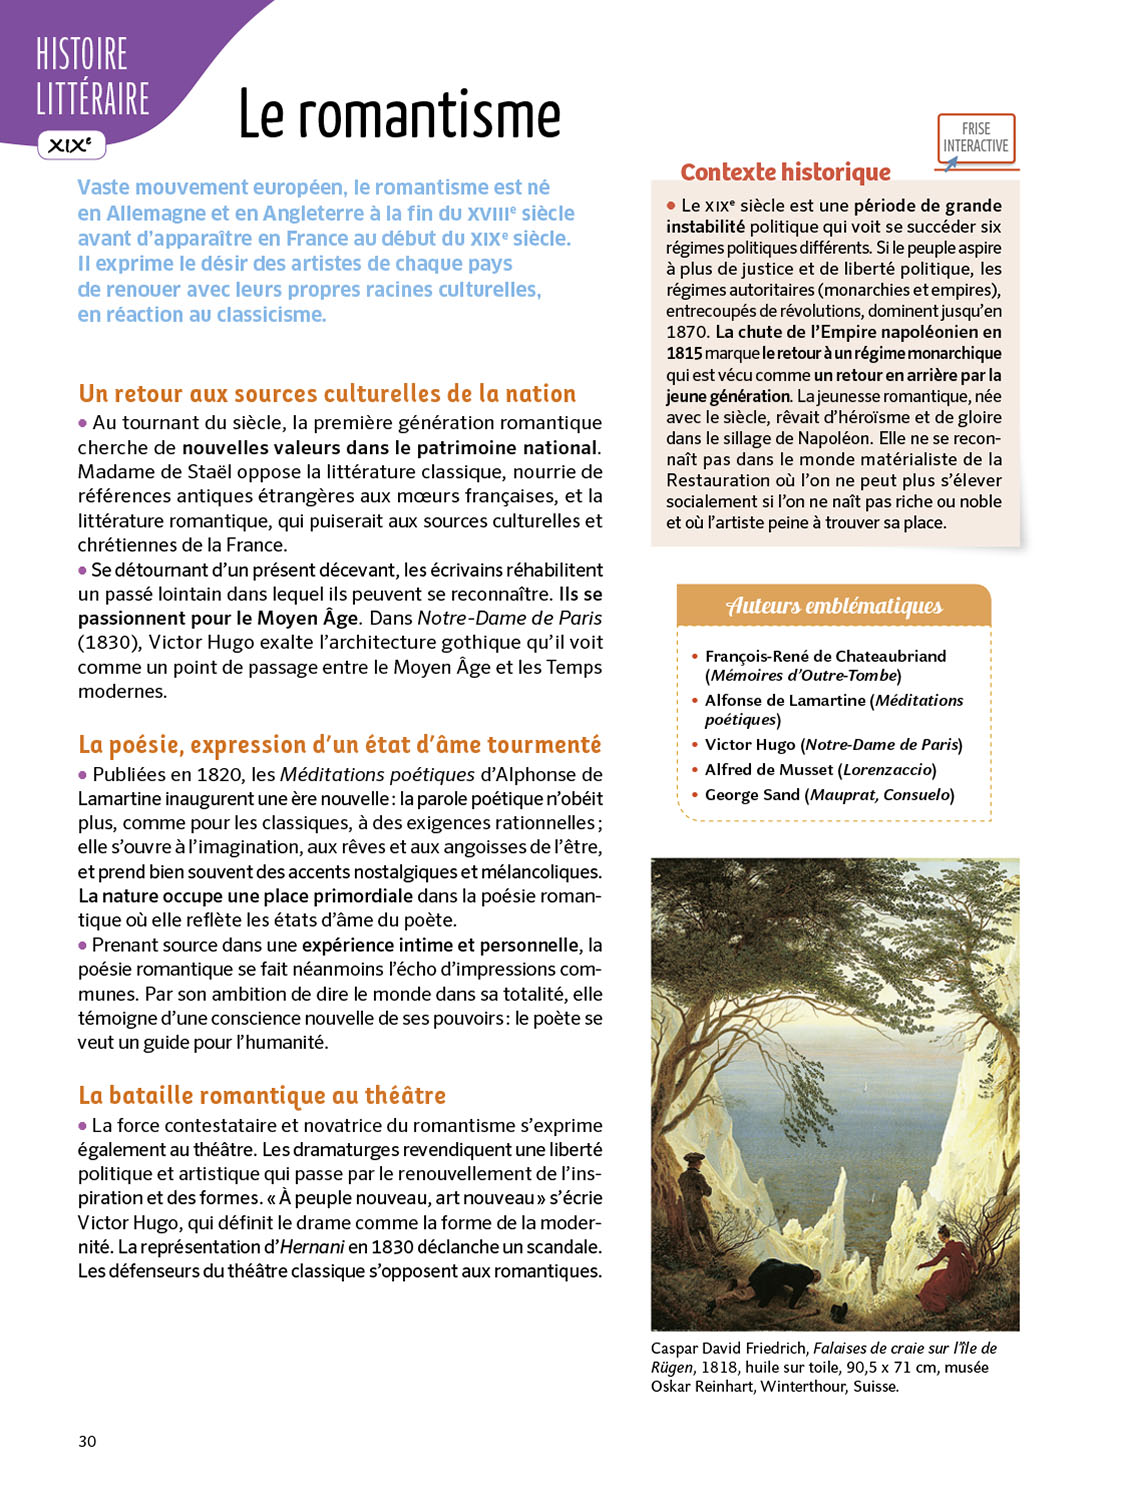 HISTOIRE
LITTÉRAIRE
XIXe
Le romantisme
Vaste mouvement européen, le romantisme est né
en Allemagne et en Angleterre à la fin du XVIIIe siècle
avant d'apparaître en France au début du XIXe siècle.
Il exprime le désir des artistes de chaque pays
de renouer avec leurs propres racines culturelles,
en réaction au classicisme.
Un retour aux sources culturelles de la nation
• Au tournant du siècle, la première génération romantique
cherche de nouvelles valeurs dans le patrimoine national.
Madame de Staël oppose la littérature classique, nourrie de
références antiques étrangères aux mœurs françaises, et la
littérature romantique, qui puiserait aux sources culturelles et
chrétiennes de la France.
• Se détournant d'un présent décevant, les écrivains réhabilitent
un passé lointain dans lequel ils peuvent se reconnaître. Ils se
passionnent pour le Moyen Âge. Dans Notre-Dame de Paris
(1830), Victor Hugo exalte l'architecture gothique qu'il voit
comme un point de passage entre le Moyen Âge et les Temps
modernes.
La poésie, expression d'un état d'âme tourmenté
• Publiées en 1820, les Méditations poétiques d'Alphonse de
Lamartine inaugurent une ère nouvelle : la parole poétique n'obéit
plus, comme pour les classiques, à des exigences rationnelles ;
elle s'ouvre à l'imagination, aux rêves et aux angoisses de l'être,
et prend bien souvent des accents nostalgiques et mélancoliques.
La nature occupe une place primordiale dans la poésie roman-
tique où elle reflète les états d'âme du poète.
• Prenant source dans une expérience intime et personnelle, la
poésie romantique se fait néanmoins l'écho d'impressions com-
munes. Par son ambition de dire le monde dans sa totalité, elle
témoigne d'une conscience nouvelle de ses pouvoirs : le poète se
veut un guide pour l'humanité.
La bataille romantique au théâtre
• La force contestataire et novatrice du romantisme s'exprime
également au théâtre. Les dramaturges revendiquent une liberté
politique et artistique qui passe par le renouvellement de l'ins-
piration et des formes. « À peuple nouveau, art nouveau » s'écrie
Victor Hugo, qui définit le drame comme la forme de la moder-
nité. La représentation d'Hernani en 1830 déclanche un scandale.
Les défenseurs du théâtre classique s'opposent aux romantiques.
FRISE
INTERACTIVE
Contexte historique
• Le XIXe siècle est une période de grande
instabilité politique qui voit se succéder six
régimes politiques différents. Si le peuple aspire
à plus de justice et de liberté politique, les
régimes autoritaires (monarchies et empires),
entrecoupés de révolutions, dominent jusqu'en
1870. La chute de l'Empire napoléonien en
1815 marque le retour à un régime monarchique
qui est vécu comme un retour en arrière par la
jeune génération. La jeunesse romantique, née
avec le siècle, rêvait d'héroïsme et de gloire
dans le sillage de Napoléon. Elle ne se recon-
naît pas dans le monde matérialiste de la
Restauration où l'on ne peut plus s'élever
socialement si l'on ne naît pas riche ou noble
et où l'artiste peine à trouver sa place.
Auteurs emblématiques
• François-René de Chateaubriand
(Mémoires d'Outre-Tombe)
• Alfonse de Lamartine (Méditations
poétiques)
• Victor Hugo (Notre-Dame de Paris)
• Alfred de Musset (Lorenzaccio)
• George Sand (Mauprat, Consuelo)
Caspar David Friedrich, Falaises de craie sur l'île de
Rügen, 1818, huile sur toile, 90,5 x 71 cm, musée
Oskar Reinhart, Winterthour, Suisse.
30